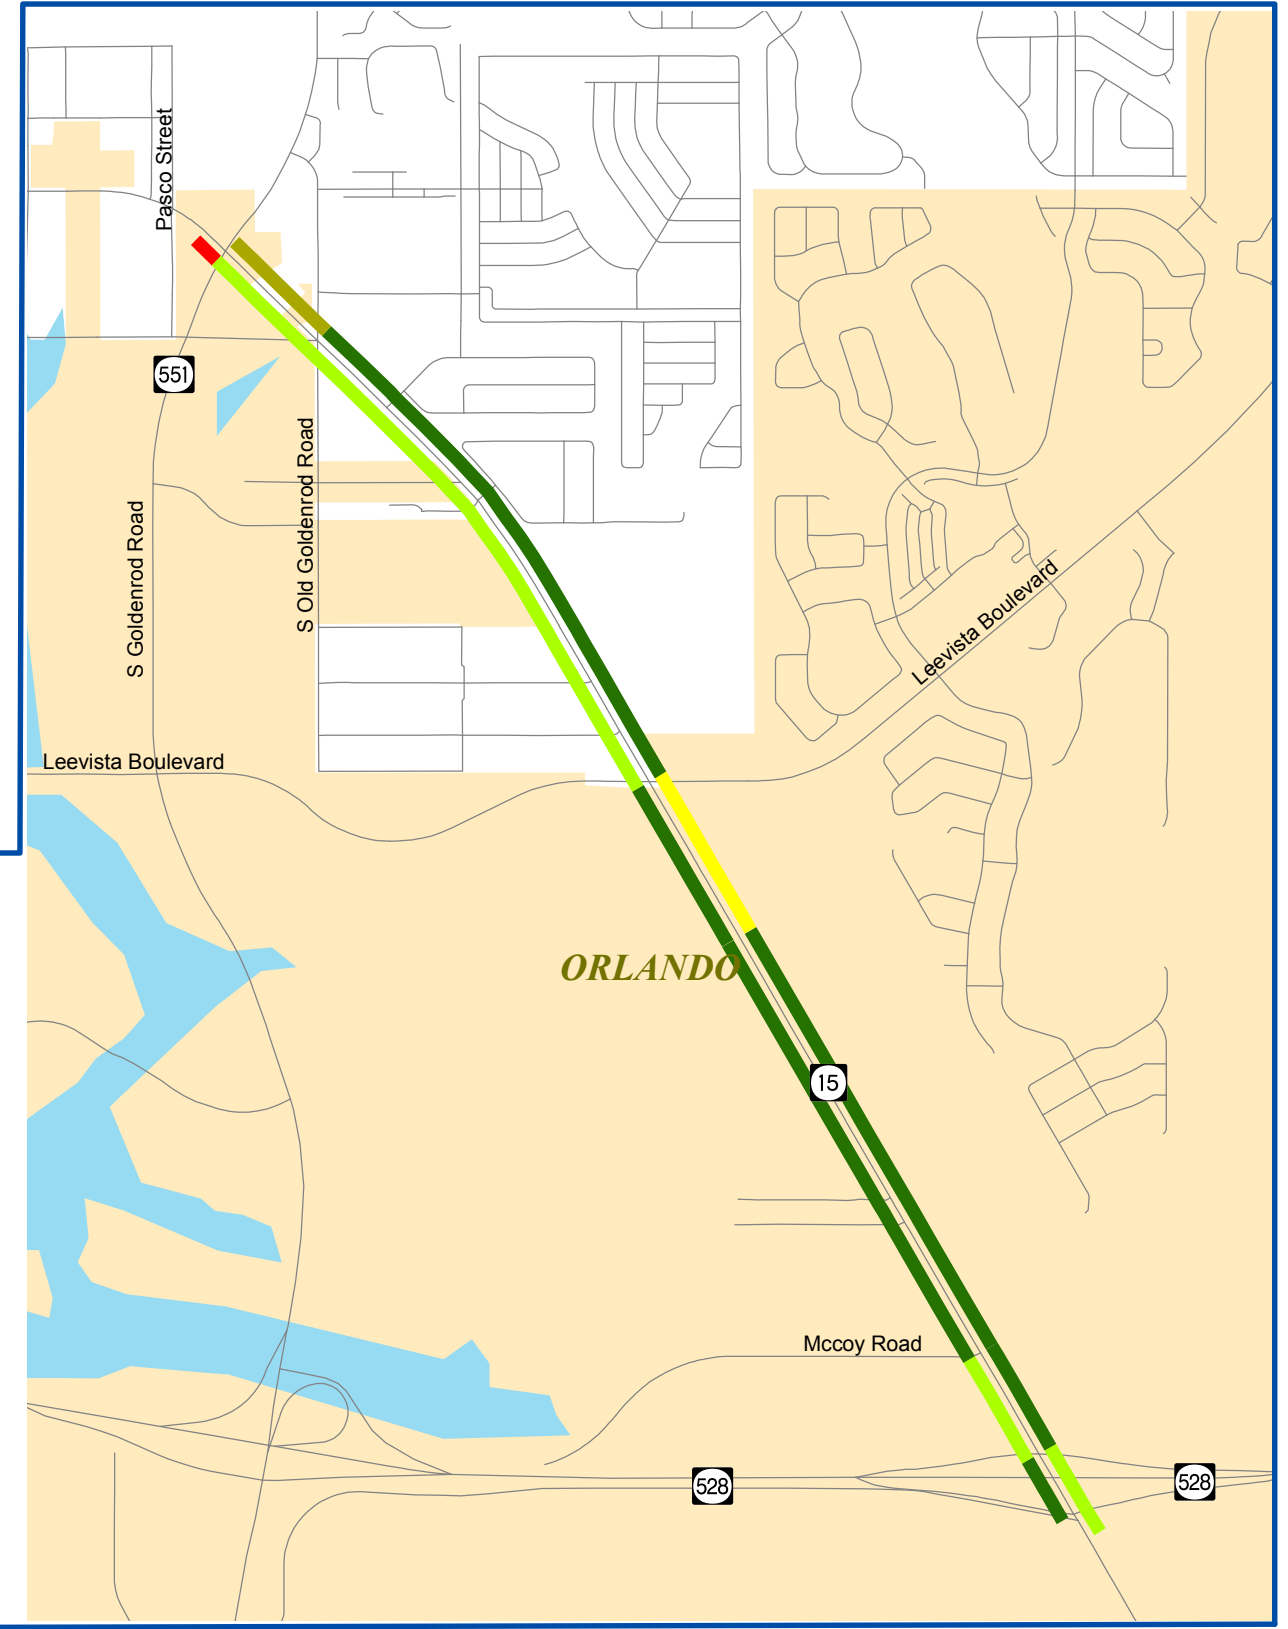 Pasco Street
551
S Old Goldenrod Road
S Goldenrod Road
Leevista Boulevard
Leevista Boulevard
ORLANDO
15
Mccoy Road
528
528